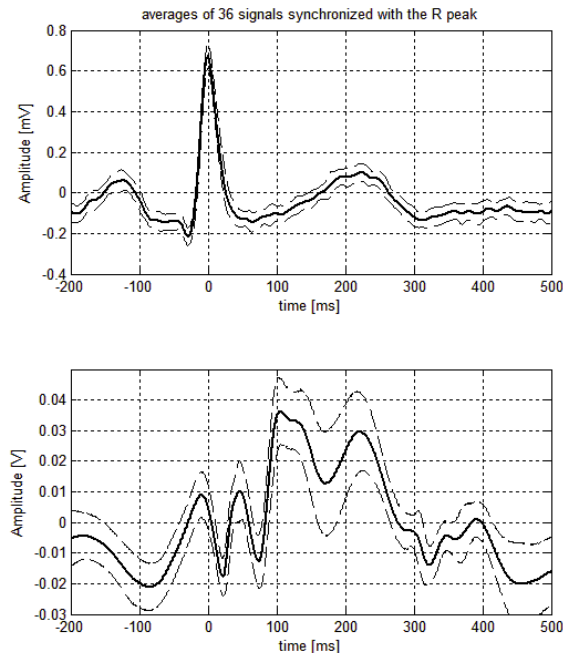 averages of 36 signals synchronized with the R peak
Amplitude [mV]
0.8
0.6
0.4
0.2
0
-0.2
-0.4
-200 -100 0 100 200 300 400 500
time [ms]
Amplitude [V]
0.04
0.03
0.02
0.01
0
-0.01
-0.02
-0.03
-200 -100 0 100 200 300 400 500
time [ms]